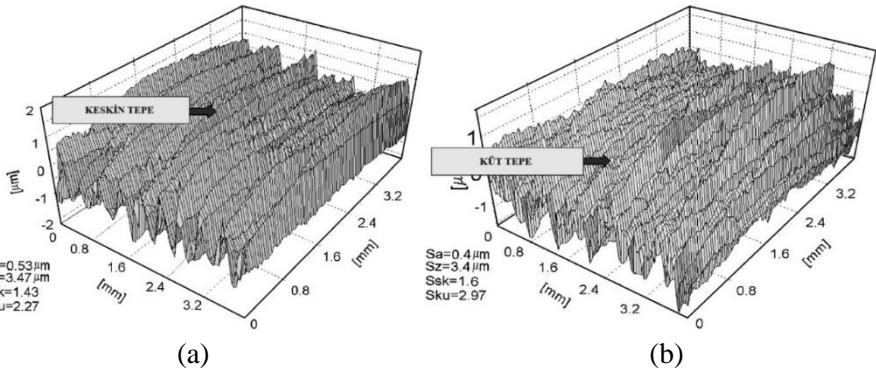 2
KESKİN TEPE
1
0
-1
-2
[µm]
0
0.8
1.6
2.4
3.2
[mm]
0
0.8
1.6
2.4
3.2
[mm]
=0.53µm
=3.47µm
k=1.43
u=2.27
(a)
1
KÜT TEPE
0
-1
0
0.8
1.6
2.4
3.2
[mm]
0
0.8
1.6
2.4
3.2
[mm]
Sa=0.4µm
Sz=3.4µm
Ssk=1.6
Sku=2.97
(b)